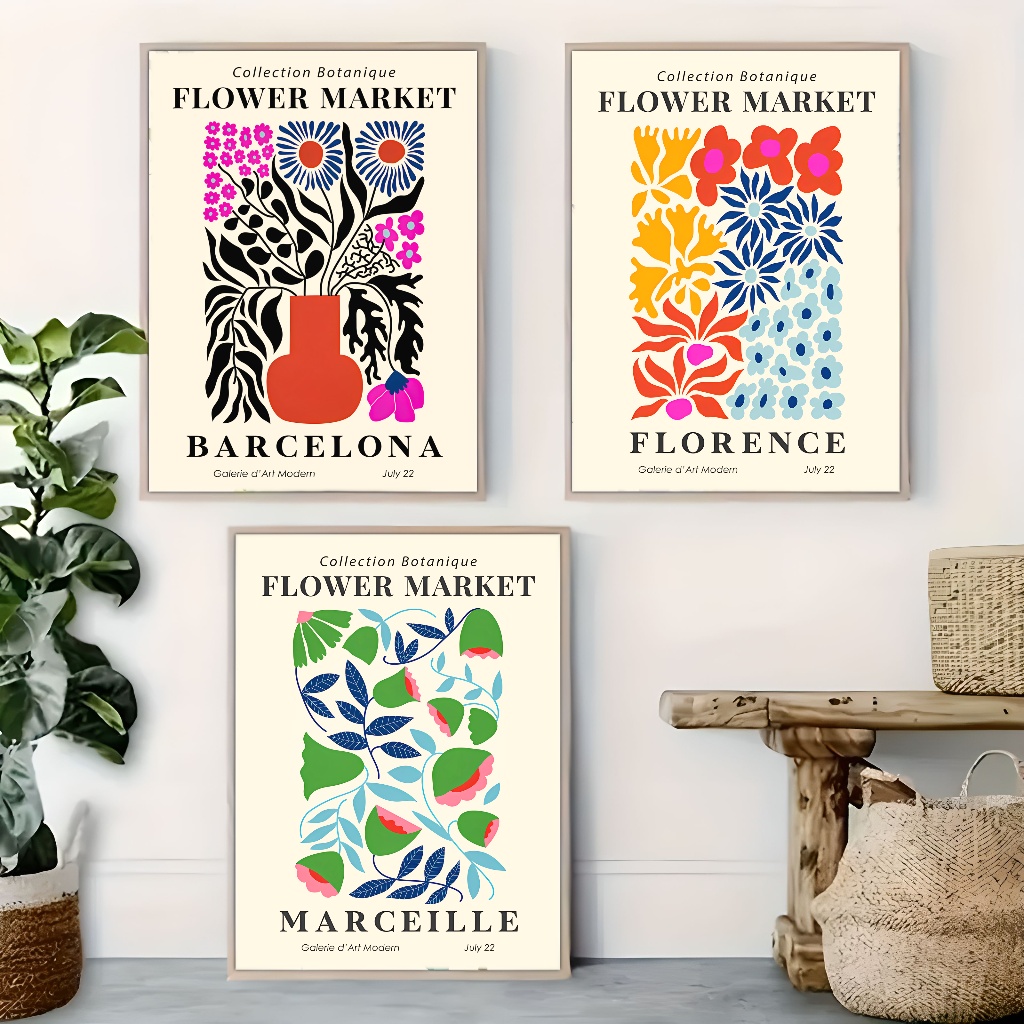 Collection Botanique
FLOWER MARKET
BARCELONA
Galerie d'Art Modern July 22
Collection Botanique
FLOWER MARKET
FLORENCE
Galerie d'Art Modern July 22
Collection Botanique
FLOWER MARKET
MARCEILLE
Galerie d'Art Modern July 22